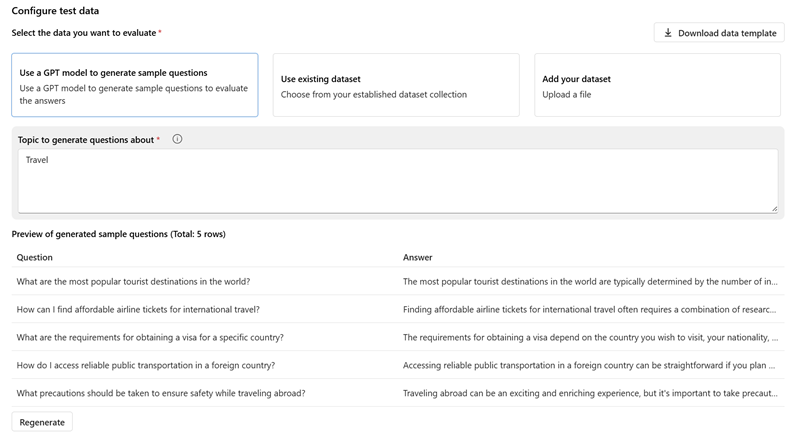 Configure test data
Select the data you want to evaluate *
Download data template
Use a GPT model to generate sample questions
Use a GPT model to generate sample questions to evaluate
the answers
Use existing dataset
Choose from your established dataset collection
Add your dataset
Upload a file
Topic to generate questions about *
Travel
Preview of generated sample questions (Total: 5 rows)
Question Answer
What are the most popular tourist destinations in the world? The most popular tourist destinations in the world are typically determined by the number of in...
How can I find affordable airline tickets for international travel? Finding affordable airline tickets for international travel often requires a combination of researc...
What are the requirements for obtaining a visa for a specific country? The requirements for obtaining a visa depend on the country you wish to visit, your nationality, ...
How do I access reliable public transportation in a foreign country? Accessing reliable public transportation in a foreign country can be straightforward if you plan ...
What precautions should be taken to ensure safety while traveling abroad? Traveling abroad can be an exciting and enriching experience, but it's important to take precaut...
Regenerate